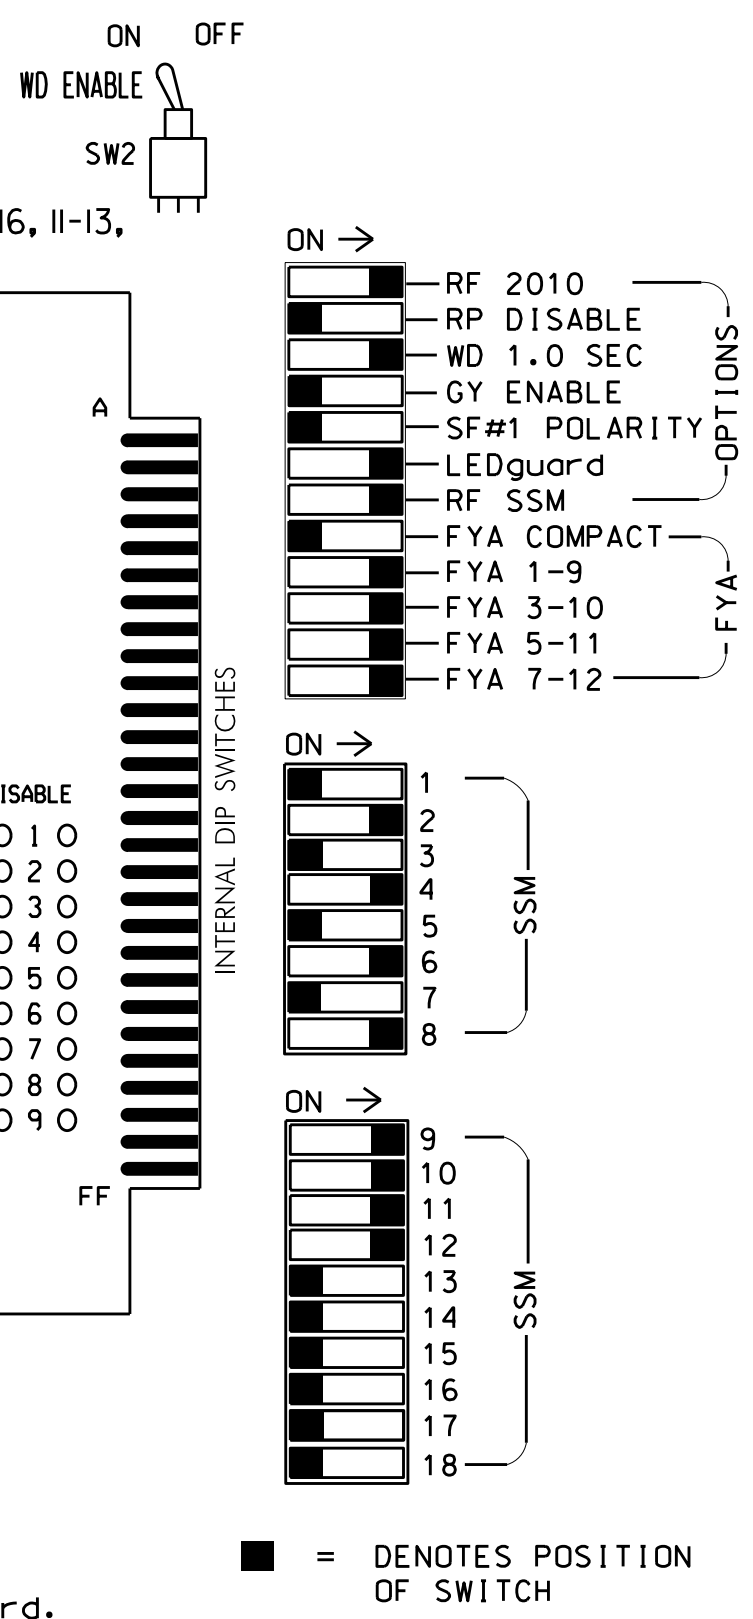 ON OFF
WD ENABLE
SW2
16, 11-13,
ON →
RF 2010
RP DISABLE
WD 1.0 SEC
GY ENABLE
SF#1 POLARITY
LEDguard
RF SSM
OPTIONS
FYA COMPACT
FYA 1-9
FYA 3-10
FYA 5-11
FYA 7-12
FYA
A
FF
INTERNAL DIP SWITCHES
ISABLE
1
2
3
4
5
6
7
8
9
ON →
1
2
3
4
5
6
7
8
SSM
ON →
9
10
11
12
13
14
15
16
17
18
SSM
= DENOTES POSITION
OF SWITCH
rd.